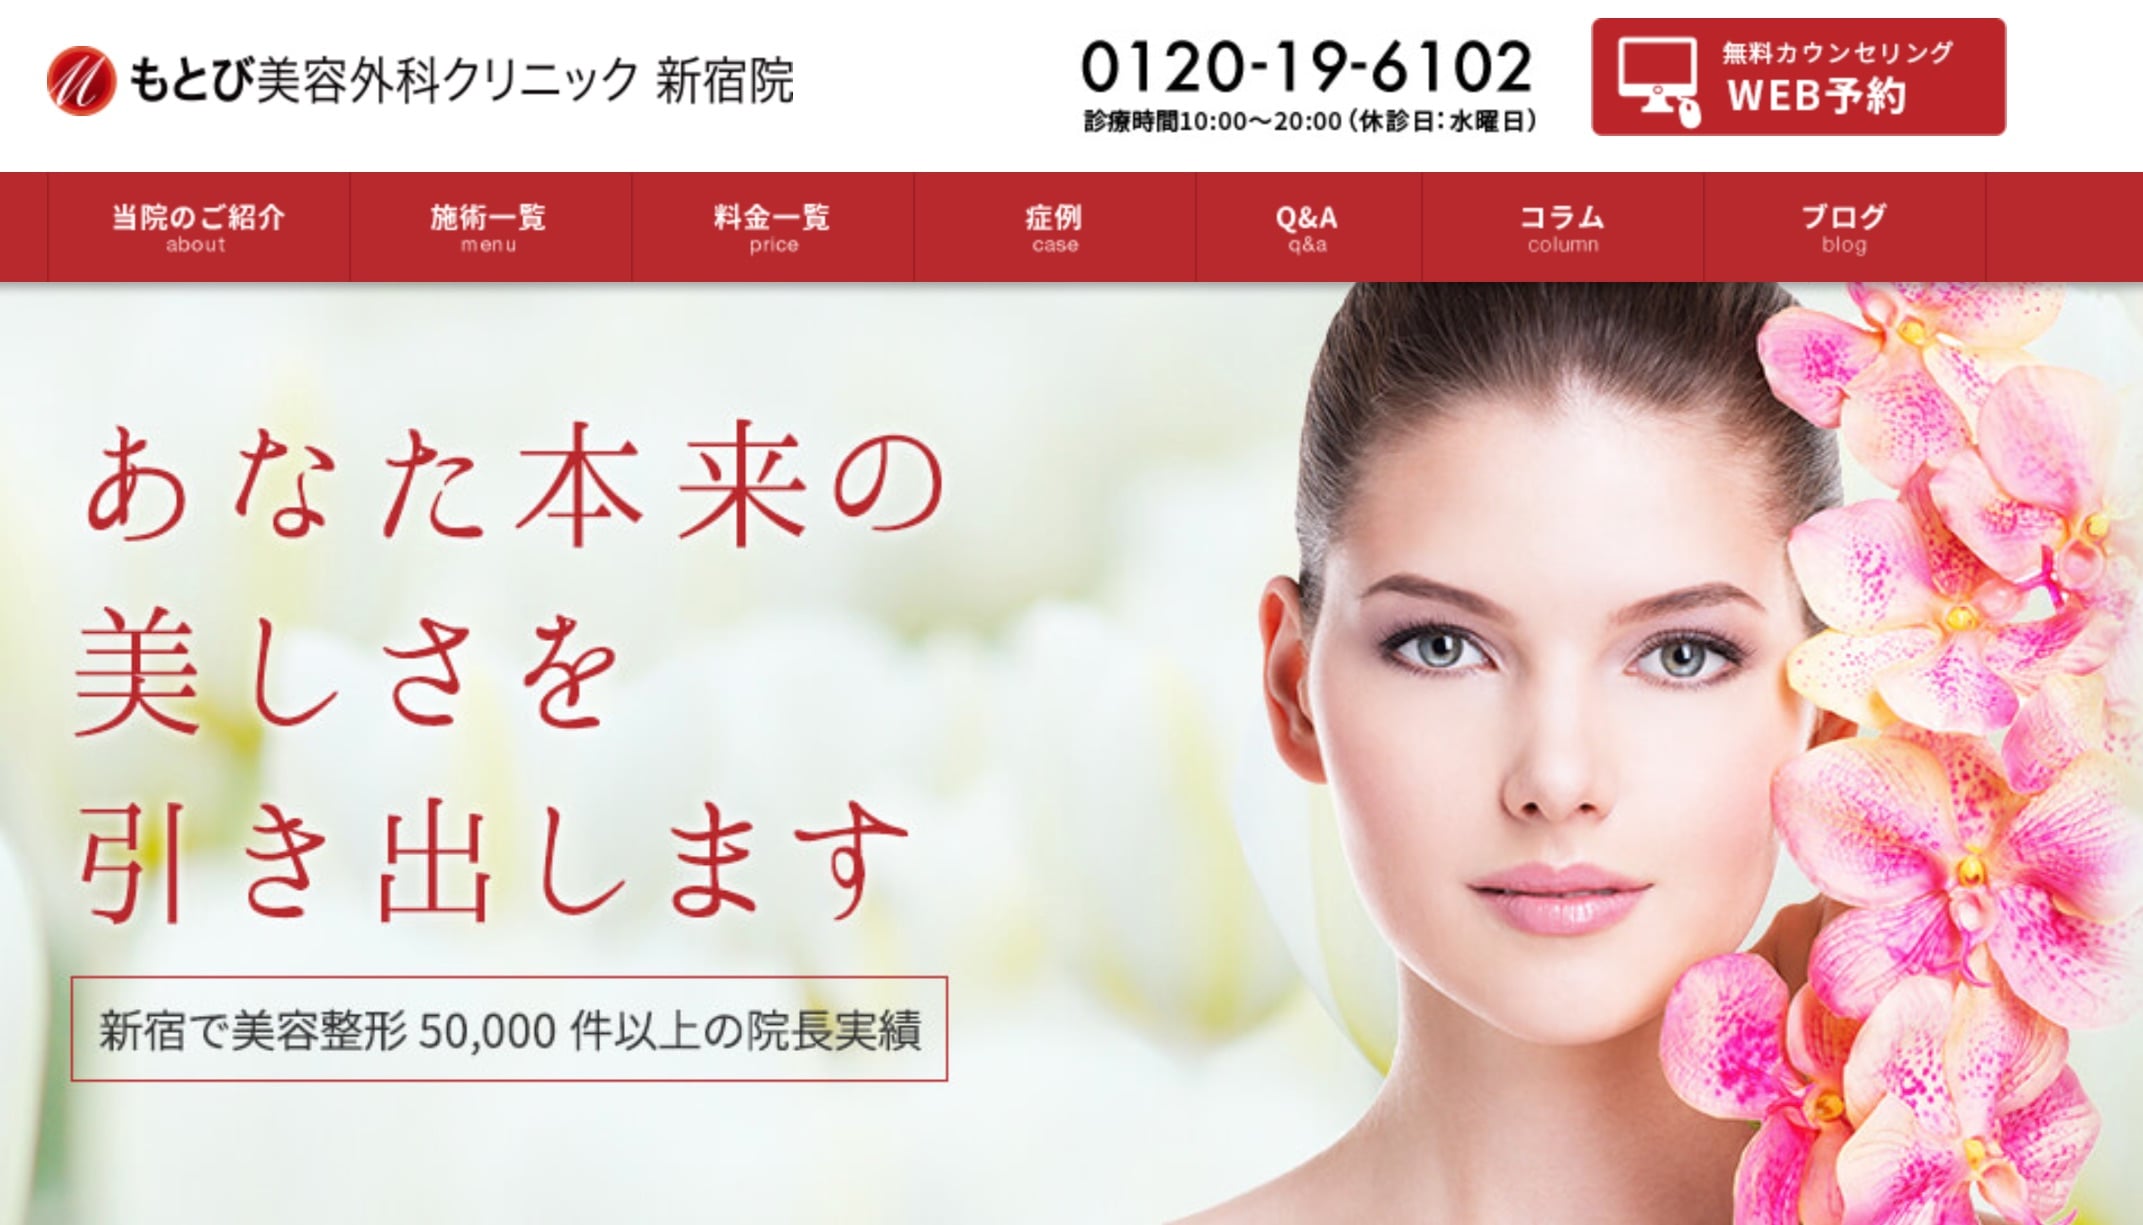 もとび美容外科クリニック 新宿院
0120-19-6102
診療時間10:00〜20:00（休診日：水曜日）
無料カウンセリング
WEB予約
当院のご紹介
about
施術一覧
menu
料金一覧
price
症例
case
Q&A
q&a
コラム
column
ブログ
blog
あなた本来の
美しさを
引き出します
新宿で美容整形 50,000 件以上の院長実績